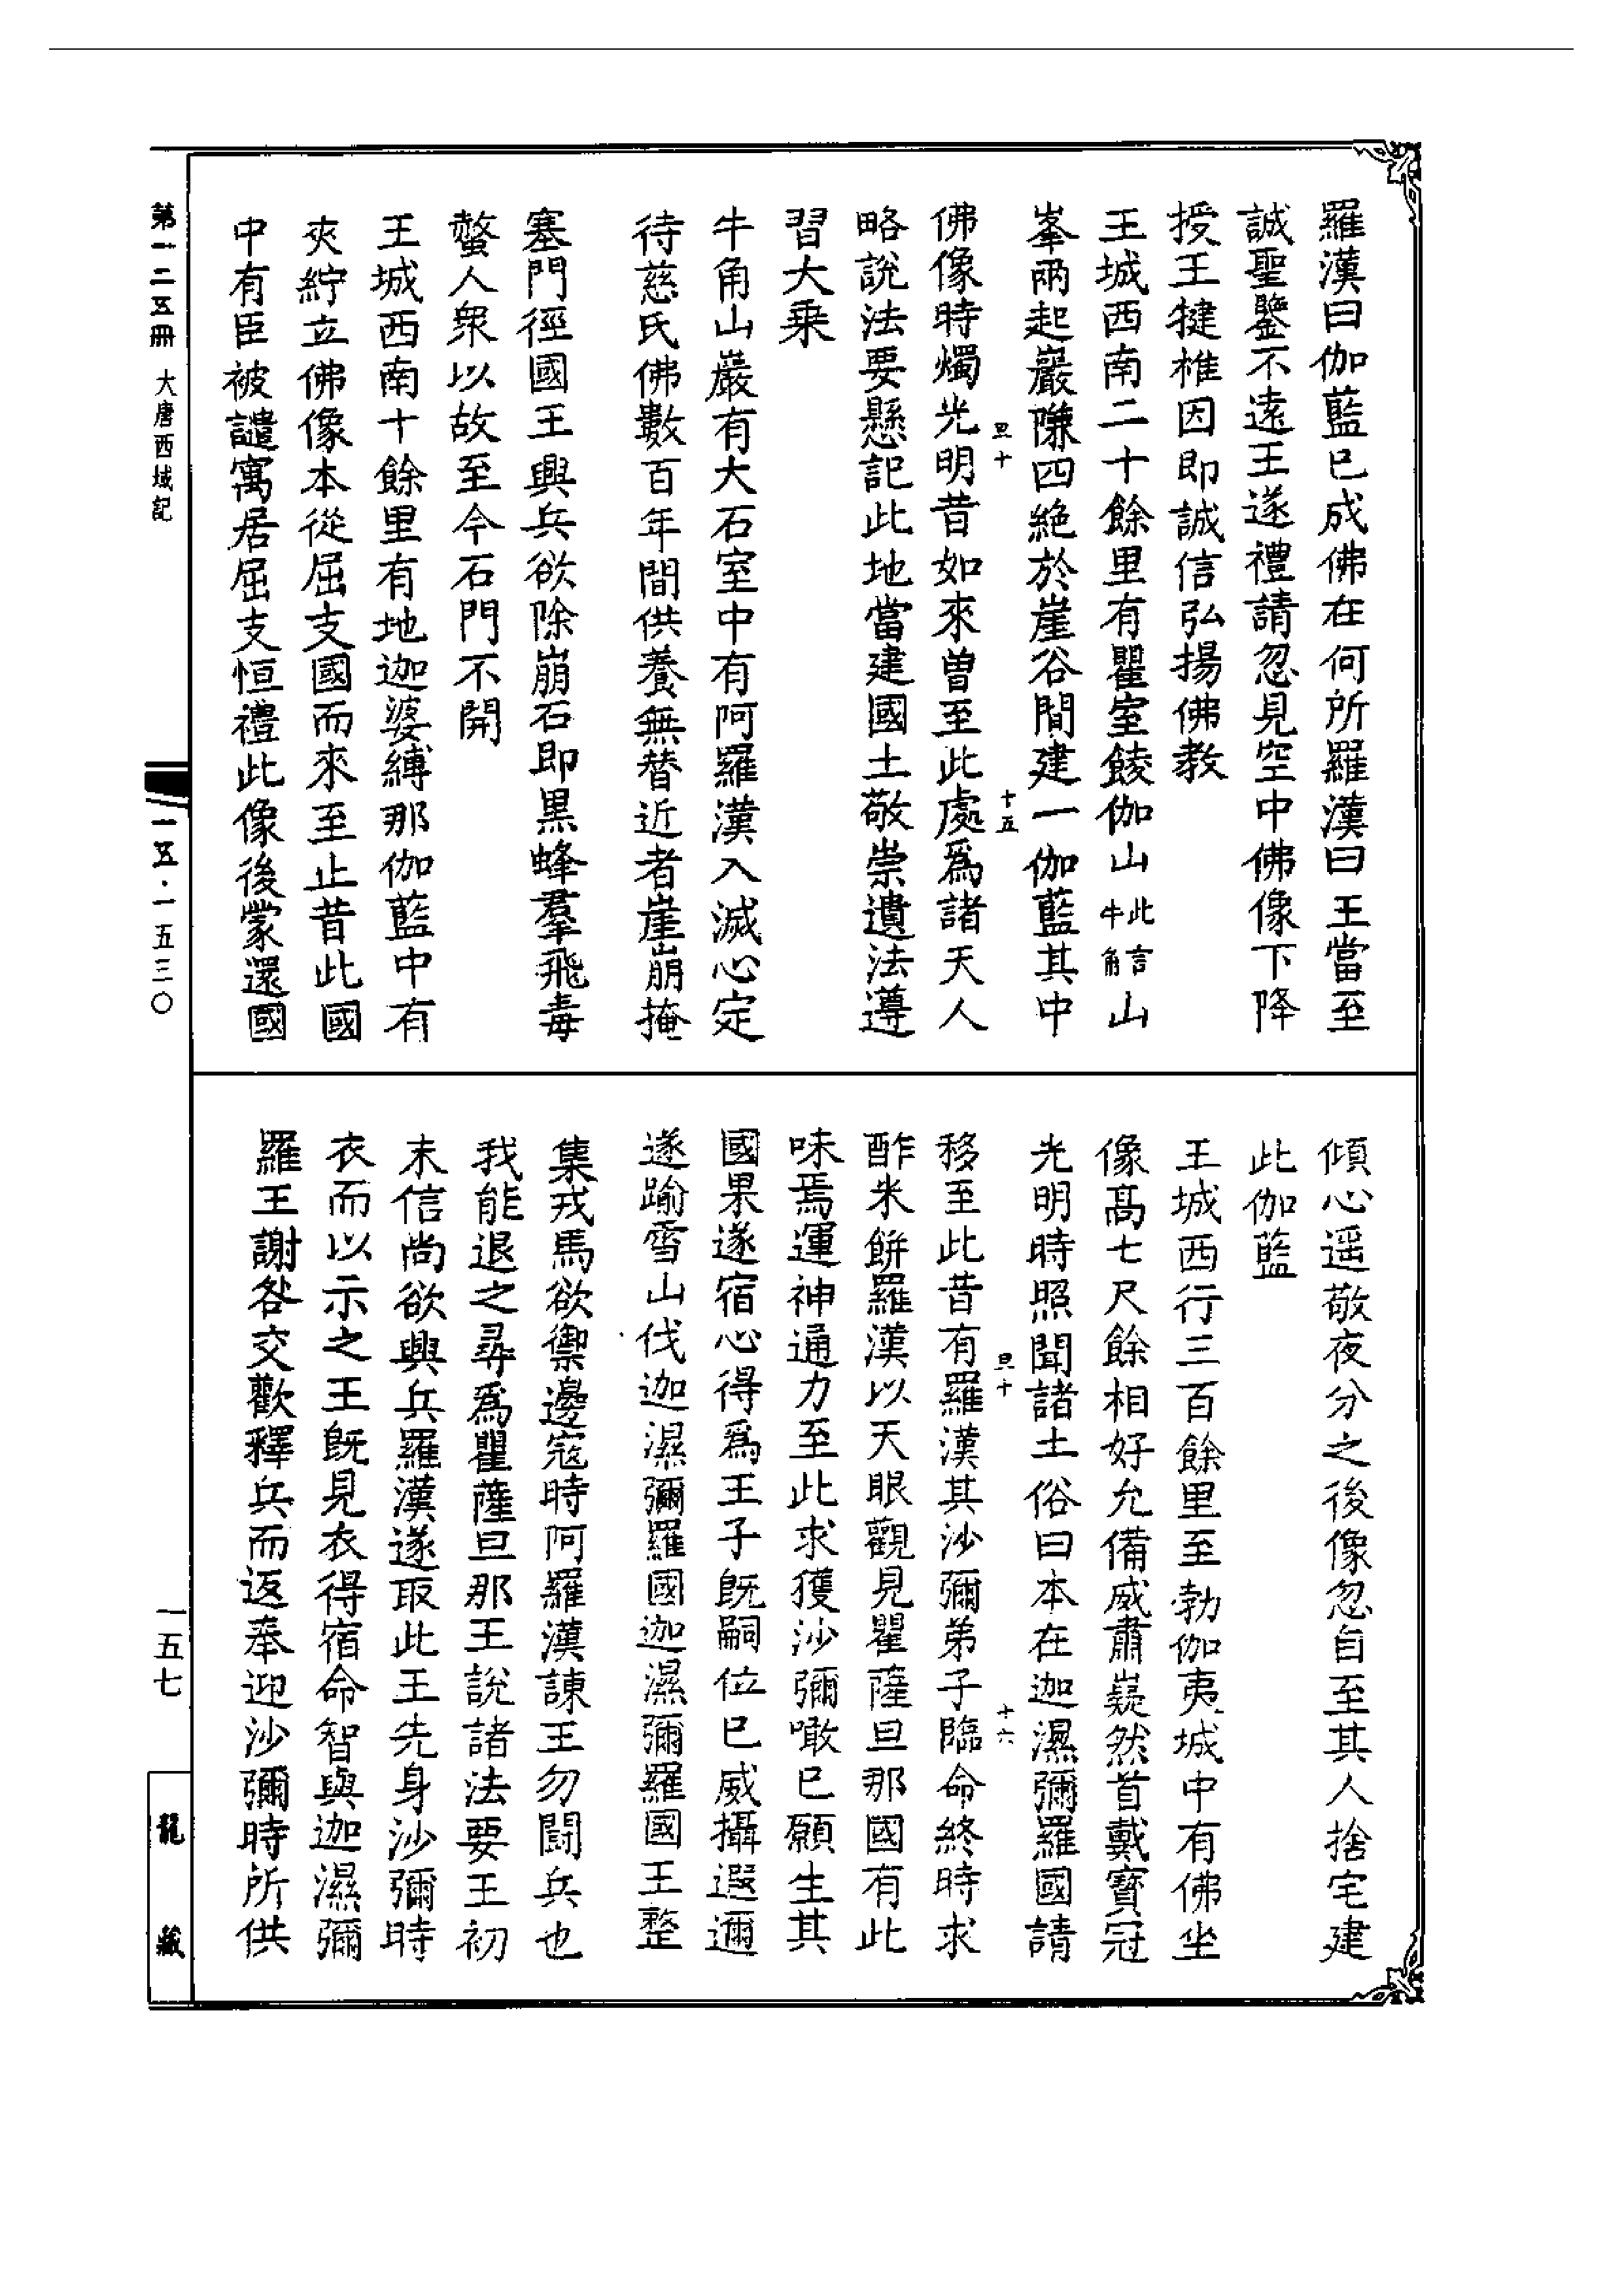 羅漢曰伽藍已成佛在何所羅漢曰王當至
誠聖鑒不遠王遂禮請忽見空中佛像下降
授王犍椎因即誠信弘揚佛教
王城西南二十餘里有瞿室餕伽山此言牛角山
峯兩起巖𨻶四絶於崖谷間建一伽藍其中
旦十
十五
佛像時燭光明昔如來曽至此處爲諸天人
略說法要懸記此地當建國土敬崇遺法遵
習大乗
牛角山巖有大石室中有阿羅漢入滅心定
待慈氏佛數百年間供養無替近者崖崩掩
塞門徑國王興兵欲除崩石即黒蜂羣飛毒
螫人衆以故至今石門不開
王城西南十餘里有地迦婆縛那伽藍中有
夾紵立佛像本從屈支國而來至止昔此國
中有臣被譴寓居屈支恒禮此像後蒙還國
傾心遥敬夜分之後像忽自至其人捨宅建
此伽藍
王城西行三百餘里至勃伽夷城中有佛坐
像髙七尺餘相好允備威肅嶷然首戴寳冠
光明時照聞諸土俗曰本在迦濕彌羅國請
旦十
十六
移至此昔有羅漢其沙彌弟子臨命終時求
酢米餅羅漢以天眼觀見瞿薩旦那國有此
味焉運神通力至此求獲沙彌噉已願生其
國果遂宿心得爲王子旣嗣位已威攝遐邇
遂踰雪山伐迦濕彌羅國迦濕彌羅國王整
集戎馬欲禦邊寇時阿羅漢諫王勿鬪兵也
我能退之尋爲瞿薩旦那王說諸法要王初
末信尚欲興兵羅漢遂取此王先身沙彌時
衣而以示之王旣見衣得宿命智與迦濕彌
羅王謝咎交歡釋兵而返奉迎沙彌時所供
第一二五冊 大唐西域記
一五·一五三〇
一五七
龍藏